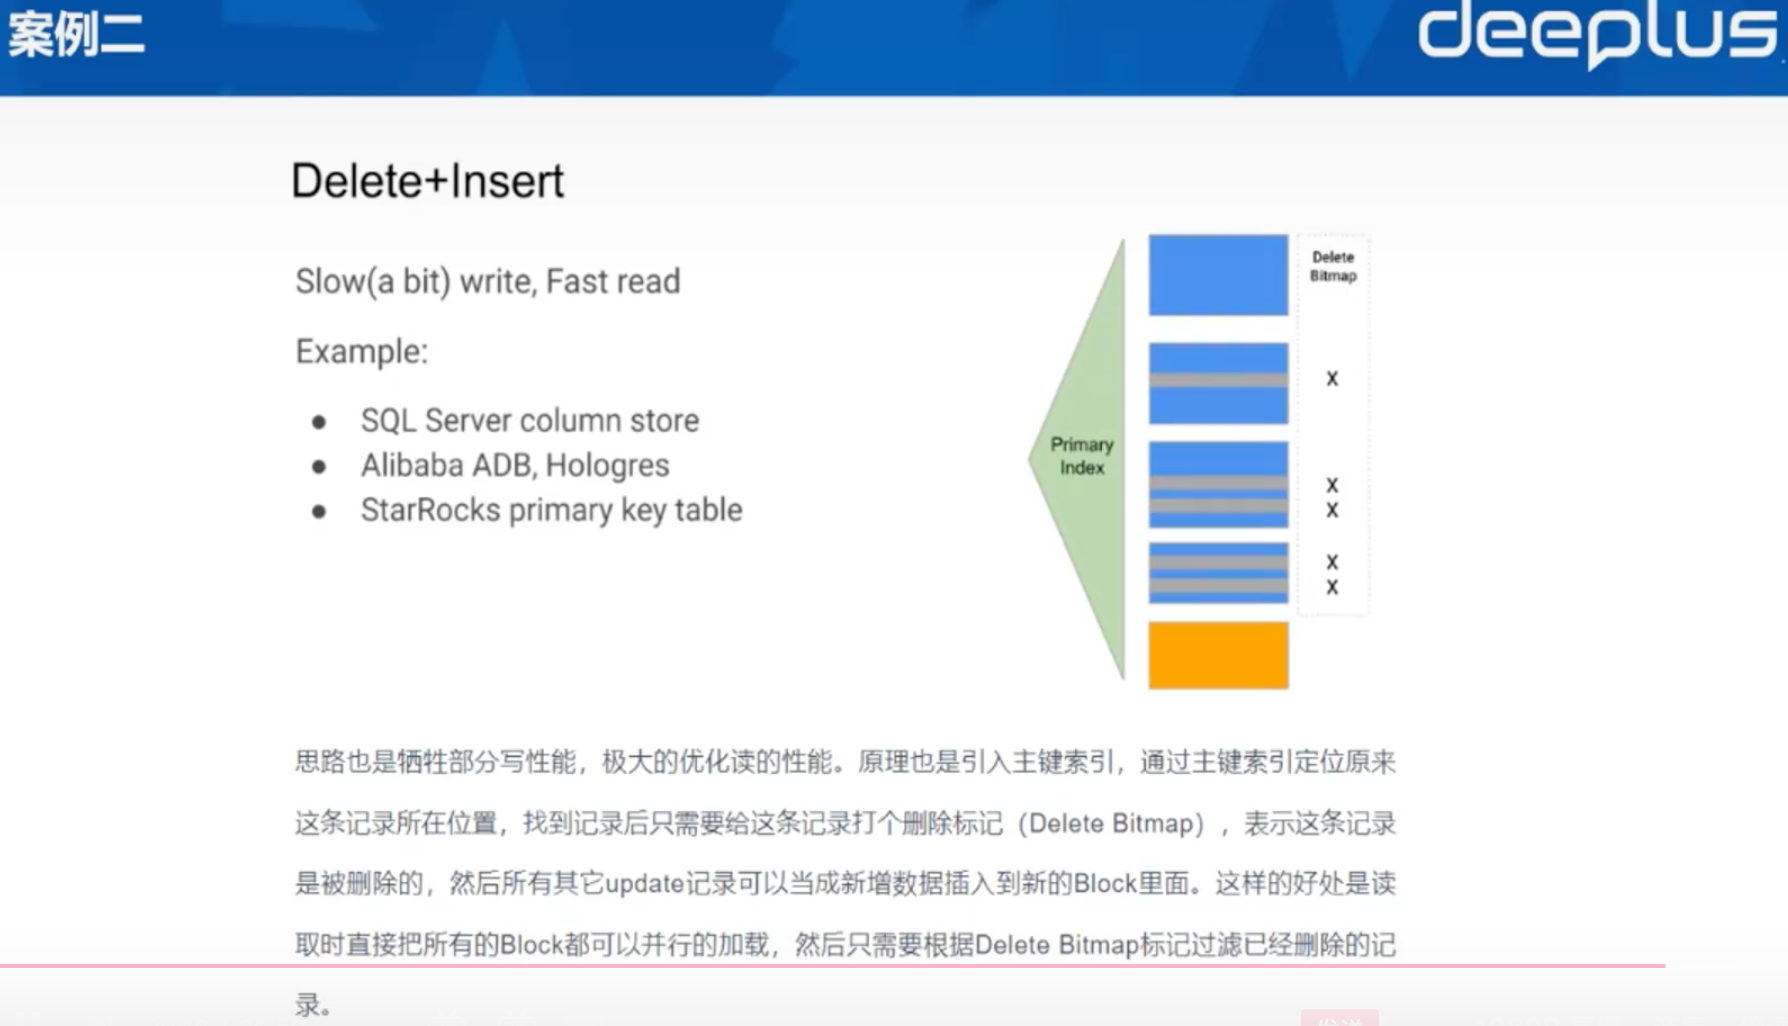 案例二
deeplus
Delete+Insert
Slow(a bit) write, Fast read
Example:
● SQL Server column store
● Alibaba ADB, Hologres
● StarRocks primary key table
Primary
Index
Delete
Bitmap
X
X
X
X
X
思路也是牺牲部分写性能，极大的优化读的性能。原理也是引入主键索引，通过主键索引定位原来
这条记录所在位置，找到记录后只需要给这条记录打个删除标记（Delete Bitmap），表示这条记录
是被删除的，然后所有其它update记录可以当成新增数据插入到新的Block里面。这样的好处是读
取时直接把所有的Block都可以并行的加载，然后只需要根据Delete Bitmap标记过滤已经删除的记
录。